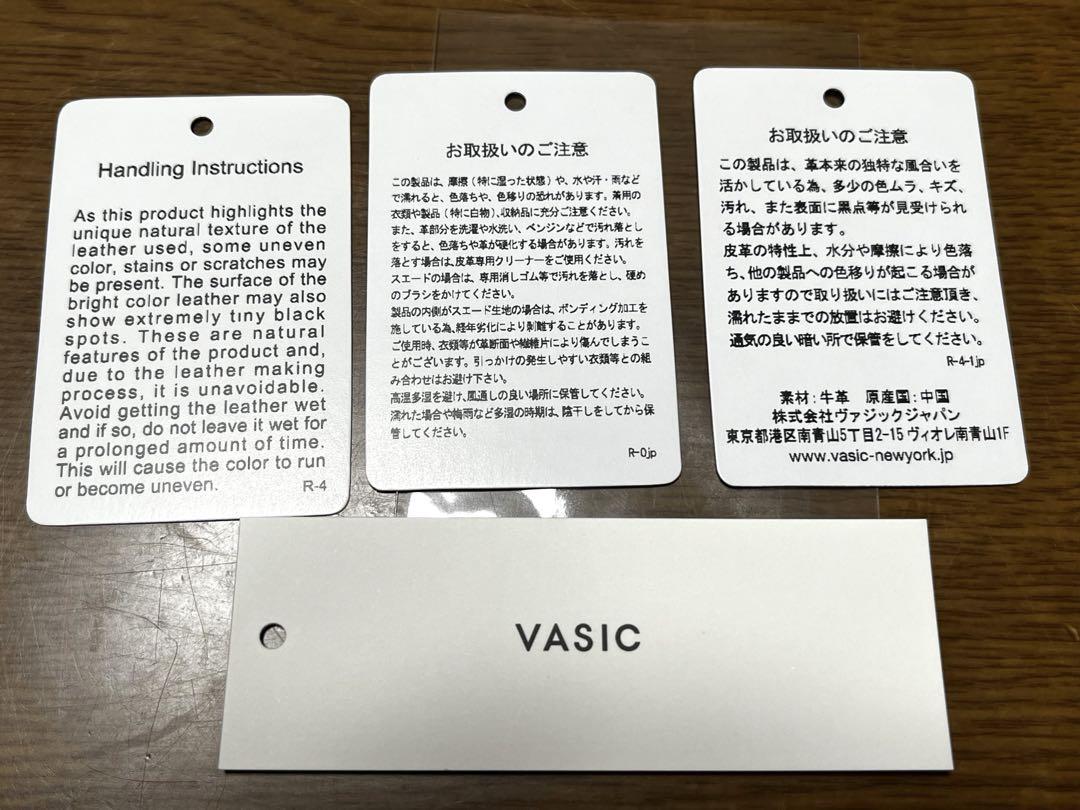 Handling Instructions
As this product highlights the
unique natural texture of the
leather used, some uneven
color, stains or scratches may
be present. The surface of the
bright color leather may also
show extremely tiny black
spots. These are natural
features of the product and,
due to the leather making
process, it is unavoidable.
Avoid getting the leather wet
and if so, do not leave it wet for
a prolonged amount of time.
This will cause the color to run
or become uneven.
R-4
お取扱いのご注意
この製品は、摩擦（特に湿った状態）や、水や汗・雨など
で濡れると、色落ちや、色移りの恐れがあります。着用の
衣類や製品（特に白物）、収納品に充分ご注意ください。
また、革部分を洗濯や水洗い、ベンジンなどで汚れ落とし
をすると、色落ちや革が硬化する場合があります。汚れを
落とす場合は、皮革専用クリーナーをご使用ください。
スエードの場合は、専用消しゴム等で汚れを落とし、硬め
のブラシをかけてください。
製品の内側がスエード生地の場合は、ボンディング加工を
施している為、経年劣化により剥離することがあります。
ご使用時、衣類等が革断面や繊維片により傷んでしまうこ
とがございます。引っかけの発生しやすい衣類等との組
み合わせはお避け下さい。
高温多湿を避け、風通しの良い場所に保管してください。
濡れた場合や梅雨など多湿の時期は、陰干しをしてから保
管してください。
R-0jp
お取扱いのご注意
この製品は、革本来の独特な風合いを
活かしている為、多少の色ムラ、キズ、
汚れ、また表面に黒点等が見受けられ
る場合があります。
皮革の特性上、水分や摩擦により色落
ち、他の製品への色移りが起こる場合が
ありますので取り扱いにはご注意頂き、
濡れたままでの放置はお避けください。
通気の良い暗い所で保管をしてください。
R-4-1jp
素材：牛革 原産国：中国
株式会社ヴァジックジャパン
東京都港区南青山5丁目2-15 ヴィオレ南青山1F
www.vasic-newyork.jp
VASIC